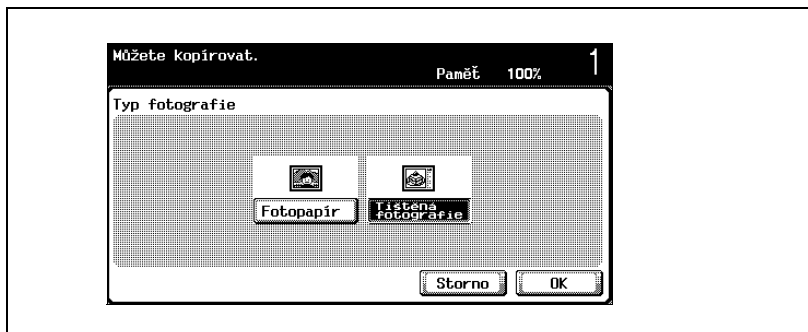 Můžete kopírovat.
Paměť 100% 1
Typ fotografie
Fotopapír
Tištěná
fotografie
Storno OK